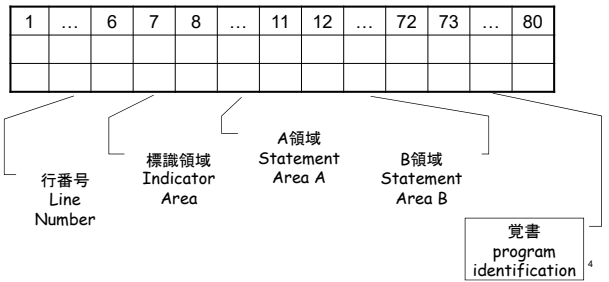 1 … 6 7 8 … 11 12 … 72 73 … 80
行番号
Line
Number
標識領域
Indicator
Area
A領域
Statement
Area A
B領域
Statement
Area B
覚書
program
identification
4